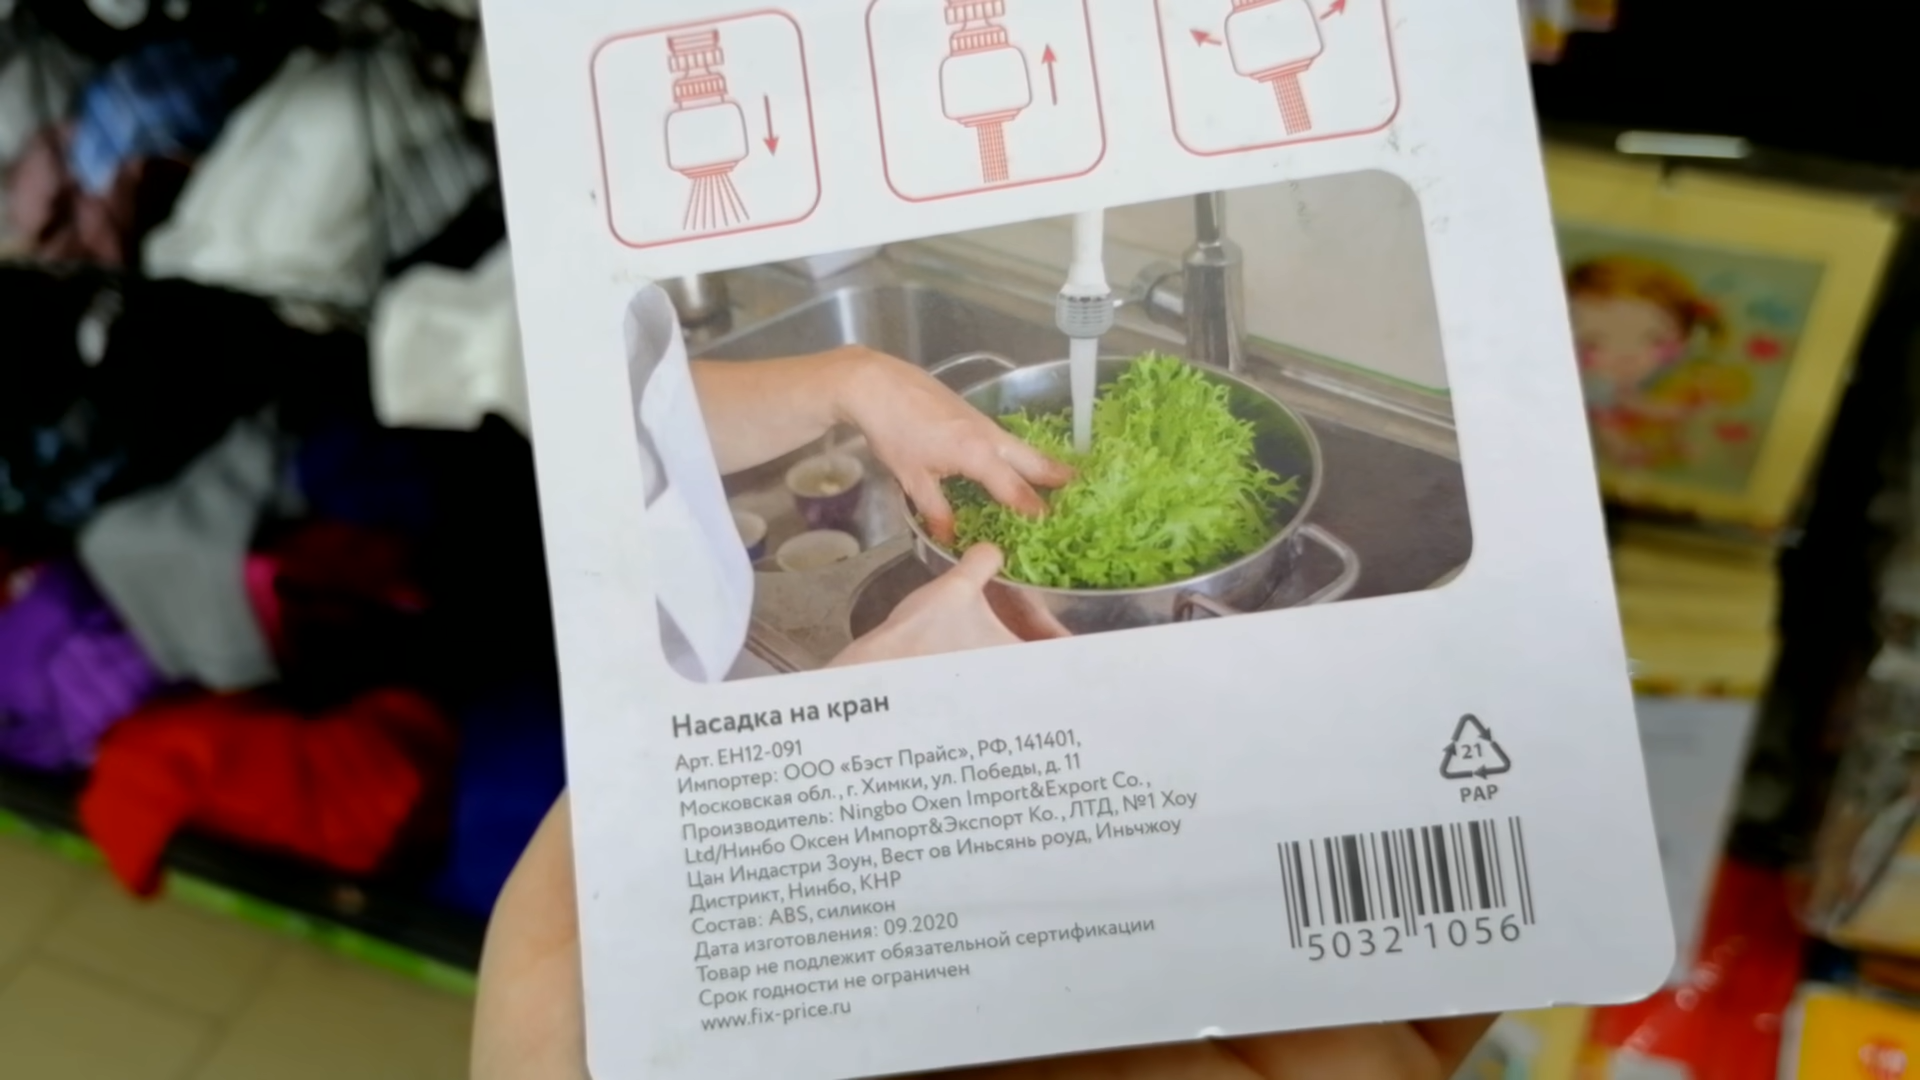 Насадка на кран
Арт. EH12-091
Импортер: ООО «Бэст Прайс», РФ, 141401,
Московская обл., г. Химки, ул. Победы, д. 11
Производитель: Ningbo Oxen Import&Export Co.,
Ltd/Нинбо Оксен Импорт&Экспорт Ко., ЛТД, №1 Хоу
Цан Индастри Зоун, Вест ов Иньсянь роуд, Иньчжоу
Дистрикт, Нинбо, КНР
Состав: ABS, силикон
Дата изготовления: 09.2020
Товар не подлежит обязательной сертификации
Срок годности не ограничен
www.fix-price.ru
21
PAP
5032 1056